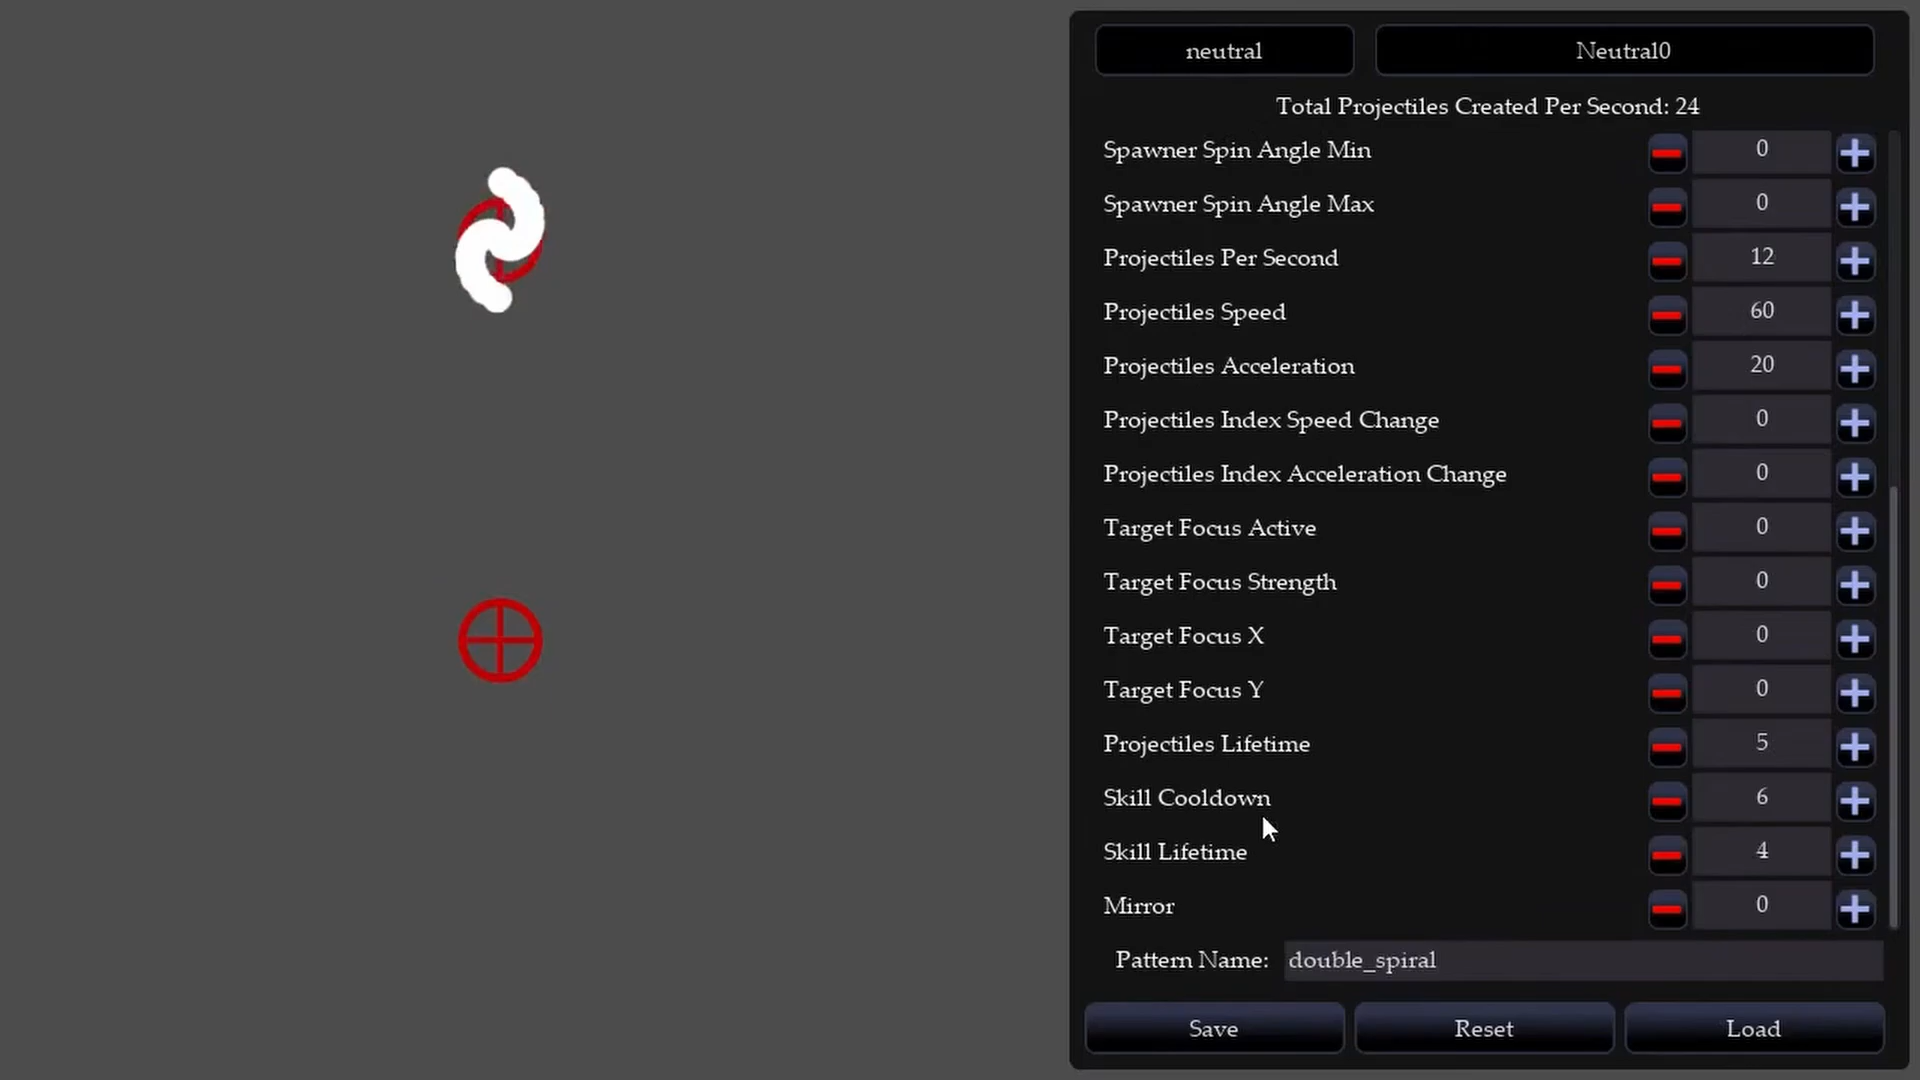 neutral Neutral0
Total Projectiles Created Per Second: 24
Spawner Spin Angle Min 0
Spawner Spin Angle Max 0
Projectiles Per Second 12
Projectiles Speed 60
Projectiles Acceleration 20
Projectiles Index Speed Change 0
Projectiles Index Acceleration Change 0
Target Focus Active 0
Target Focus Strength 0
Target Focus X 0
Target Focus Y 0
Projectiles Lifetime 5
Skill Cooldown 6
Skill Lifetime 4
Mirror 0
Pattern Name: double_spiral
Save Reset Load